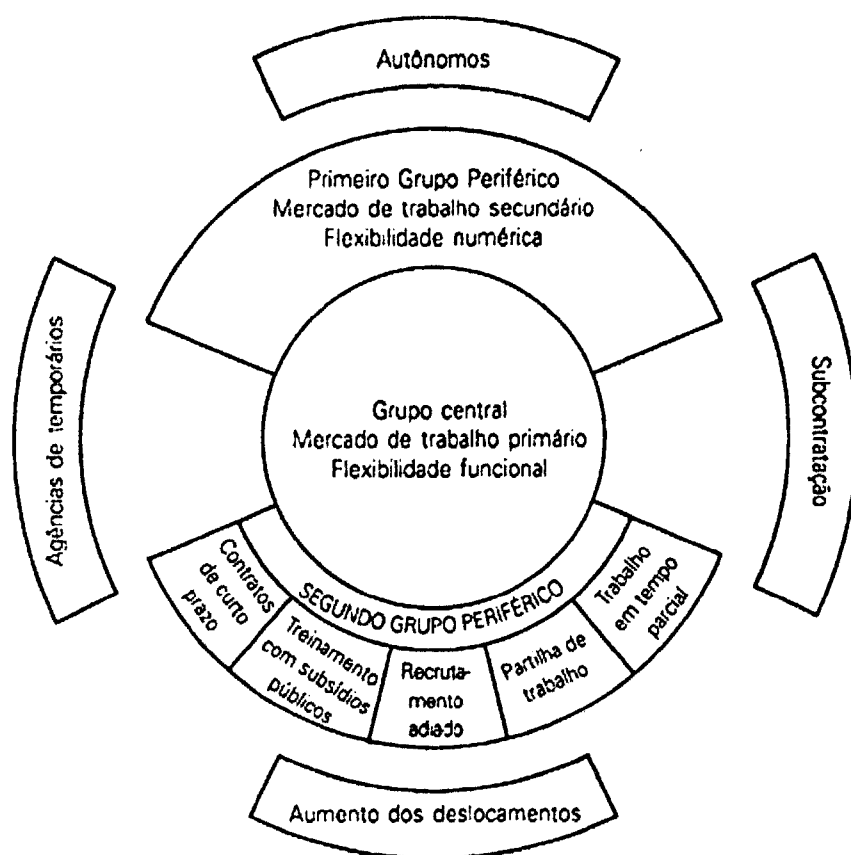 Autônomos
Primeiro Grupo Periférico
Mercado de trabalho secundário
Flexibilidade numérica
Agências de temporários
Subcontratação
Grupo central
Mercado de trabalho primário
Flexibilidade funcional
SEGUNDO GRUPO PERIFÉRICO
Contratos
de curto
prazo
Treinamento
com subsídios
públicos
Recruta-
mento
adiado
Partilha de
trabalho
Trabalho
em tempo
parcial
Aumento dos deslocamentos